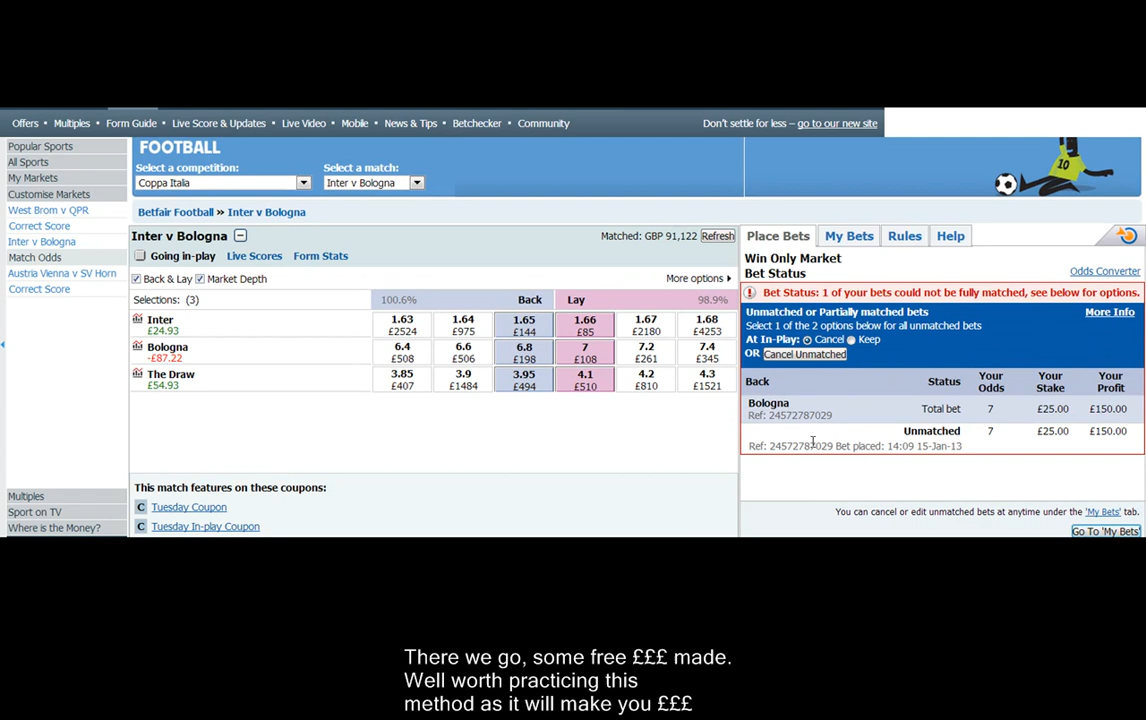 Offers • Multiples • Form Guide • Live Score & Updates • Live Video • Mobile • News & Tips • Betchecker • Community Don't settle for less – go to our new site
Popular Sports
All Sports
My Markets
Customise Markets
West Brom v QPR
Correct Score
Inter v Bologna
Match Odds
Austria Vienna v SV Horn
Correct Score
Multiples
Sport on TV
Where is the Money?
FOOTBALL
Select a competition: Select a match:
Coppa Italia Inter v Bologna
10
Betfair Football » Inter v Bologna
Inter v Bologna Matched: GBP 91,122 Refresh
Going in-play Live Scores Form Stats
Back & Lay Market Depth More options
Selections: (3) 100.6% Back Lay 98.9%
Inter 1.63 1.64 1.65 1.66 1.67 1.68
£24.93 £2524 £975 £144 £85 £2180 £4253
Bologna 6.4 6.6 6.8 7 7.2 7.4
-£87.22 £508 £506 £198 £108 £261 £345
The Draw 3.85 3.9 3.95 4.1 4.2 4.3
£54.93 £407 £1484 £494 £510 £810 £1521
This match features on these coupons:
C Tuesday Coupon
C Tuesday In-play Coupon
Place Bets My Bets Rules Help
Win Only Market
Bet Status Odds Converter
Bet Status: 1 of your bets could not be fully matched, see below for options.
Unmatched or Partially matched bets More Info
Select 1 of the 2 options below for all unmatched bets
At In-Play: Cancel Keep
OR Cancel Unmatched
Back Status Your Odds Your Stake Your Profit
Bologna
Ref: 24572787029 Total bet 7 £25.00 £150.00
Unmatched 7 £25.00 £150.00
Ref: 24572787029 Bet placed: 14:09 15-Jan-13
You can cancel or edit unmatched bets at anytime under the 'My Bets' tab.
Go To 'My Bets'
There we go, some free £££ made.
Well worth practicing this
method as it will make you £££